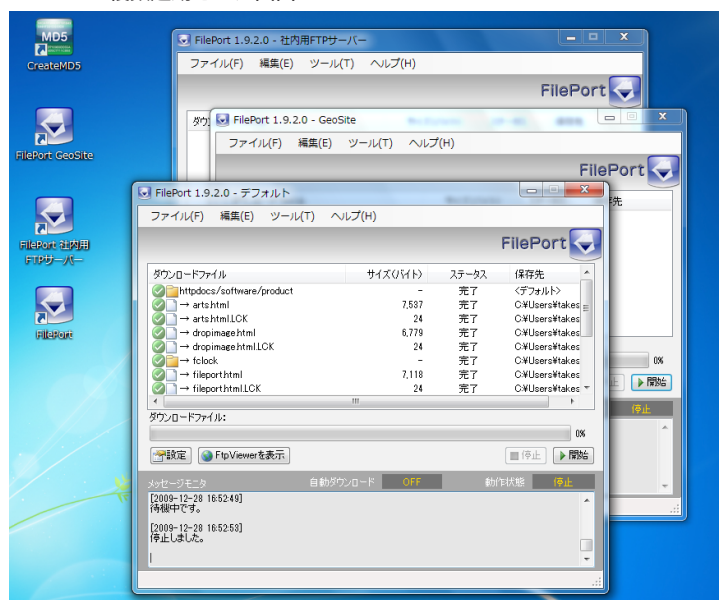 CreateMD5
FilePort GeoSite
FilePort 社内用
FTPサーバー
FilePort
FilePort 1.9.2.0 - 社内用FTPサーバー
ファイル(F) 編集(E) ツール(T) ヘルプ(H)
FilePort
FilePort 1.9.2.0 - GeoSite
ファイル(F) 編集(E) ツール(T) ヘルプ(H)
FilePort
0%
開始
停止
FilePort 1.9.2.0 - デフォルト
ファイル(F) 編集(E) ツール(T) ヘルプ(H)
FilePort
ダウンロードファイル サイズ(バイト) ステータス 保存先
httpdocs/software/product - 完了 <デフォルト>
→ arts.html 7,537 完了 C:¥Users¥takes
→ arts.html.LCK 24 完了 C:¥Users¥takes
→ dropimage.html 6,779 完了 C:¥Users¥takes
→ dropimage.html.LCK 24 完了 C:¥Users¥takes
→ fclock - 完了 C:¥Users¥takes
→ fileport.html 7,118 完了 C:¥Users¥takes
→ fileport.html.LCK 24 完了 C:¥Users¥takes
ダウンロードファイル:
0%
設定 FtpViewerを表示 停止 開始
メッセージモニタ 自動ダウンロード OFF 動作状態 停止
[2009-12-28 16:52:49]
待機中です。
[2009-12-28 16:52:53]
停止しました。